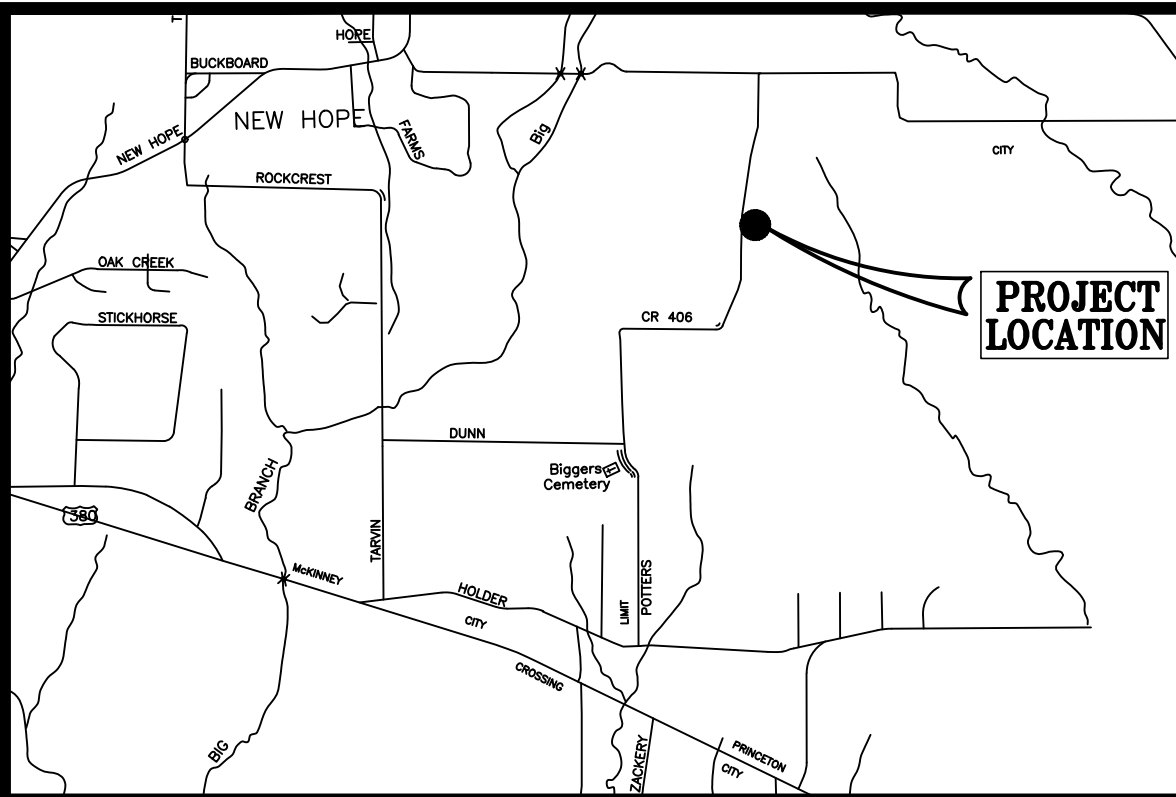 HOPE
BUCKBOARD
NEW HOPE
FARMS
Big
NEW HOPE
CITY
ROCKCREST
OAK CREEK
PROJECT
LOCATION
STICKHORSE
CR 406
DUNN
Biggers
Cemetery
BRANCH
380
TARVIN
McKINNEY
HOLDER
LIMIT
POTTERS
CITY
CROSSING
BIG
ZACKERY
PRINCETON
CITY